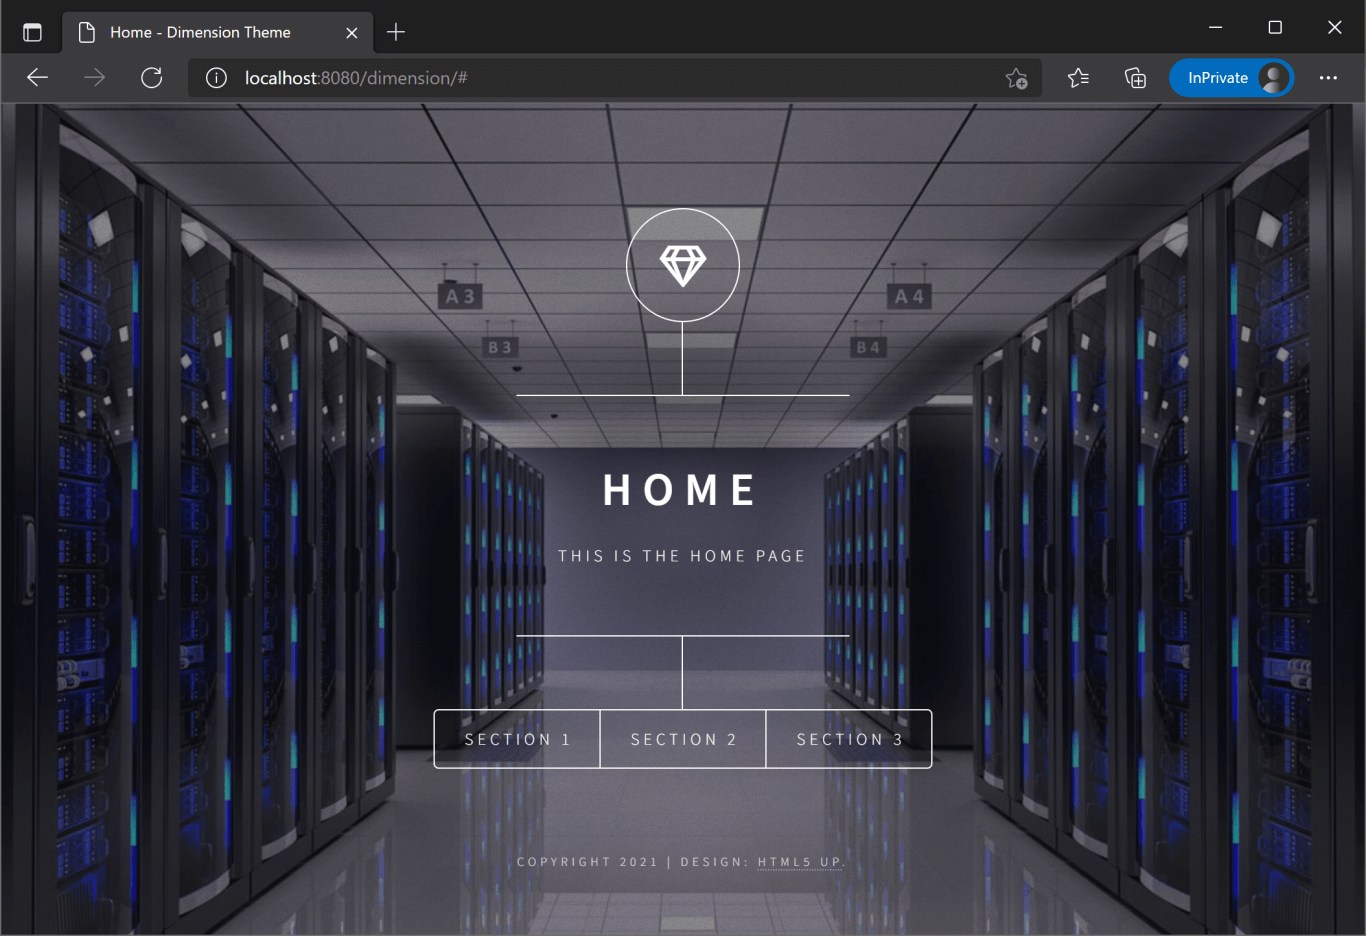 Home - Dimension Theme
localhost:8080/dimension/#
InPrivate
A 3
A 4
B 3
B 4
HOME
THIS IS THE HOME PAGE
SECTION 1
SECTION 2
SECTION 3
COPYRIGHT 2021 | DESIGN: HTML5 UP.